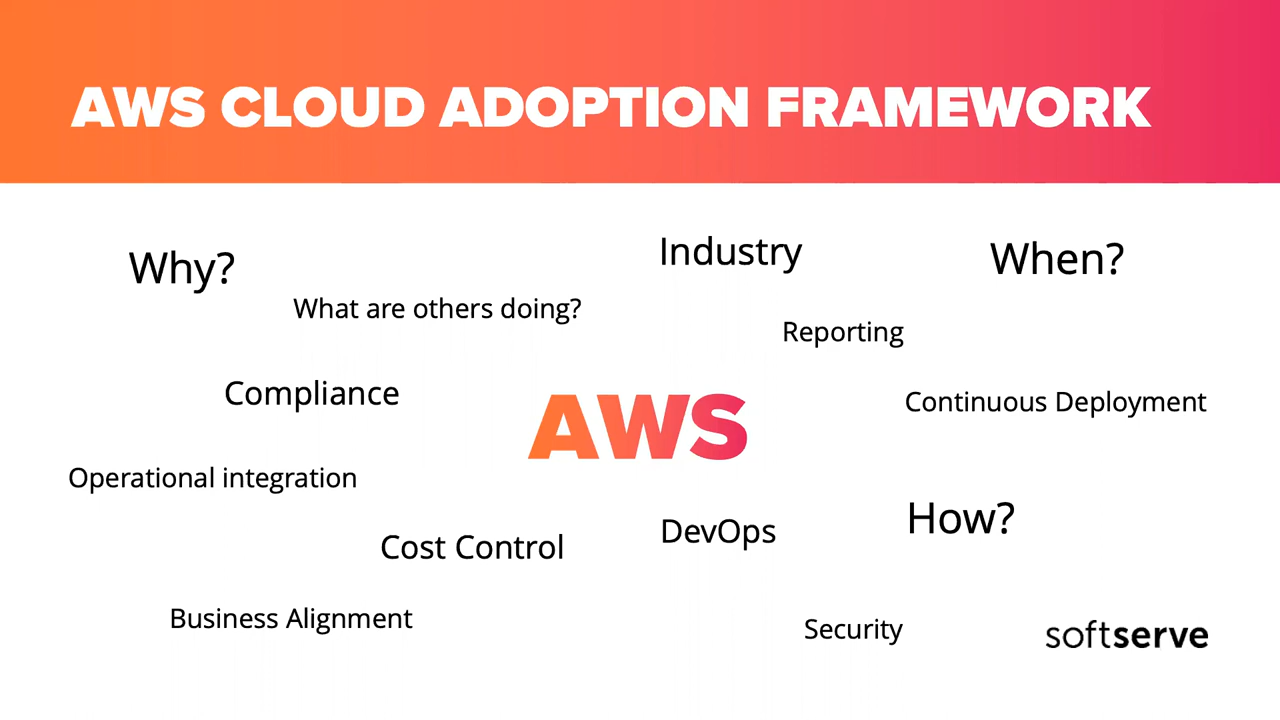 AWS CLOUD ADOPTION FRAMEWORK
Why?
Industry
When?
What are others doing?
Reporting
Compliance
AWS
Continuous Deployment
Operational integration
How?
Cost Control
DevOps
Business Alignment
Security
softserve